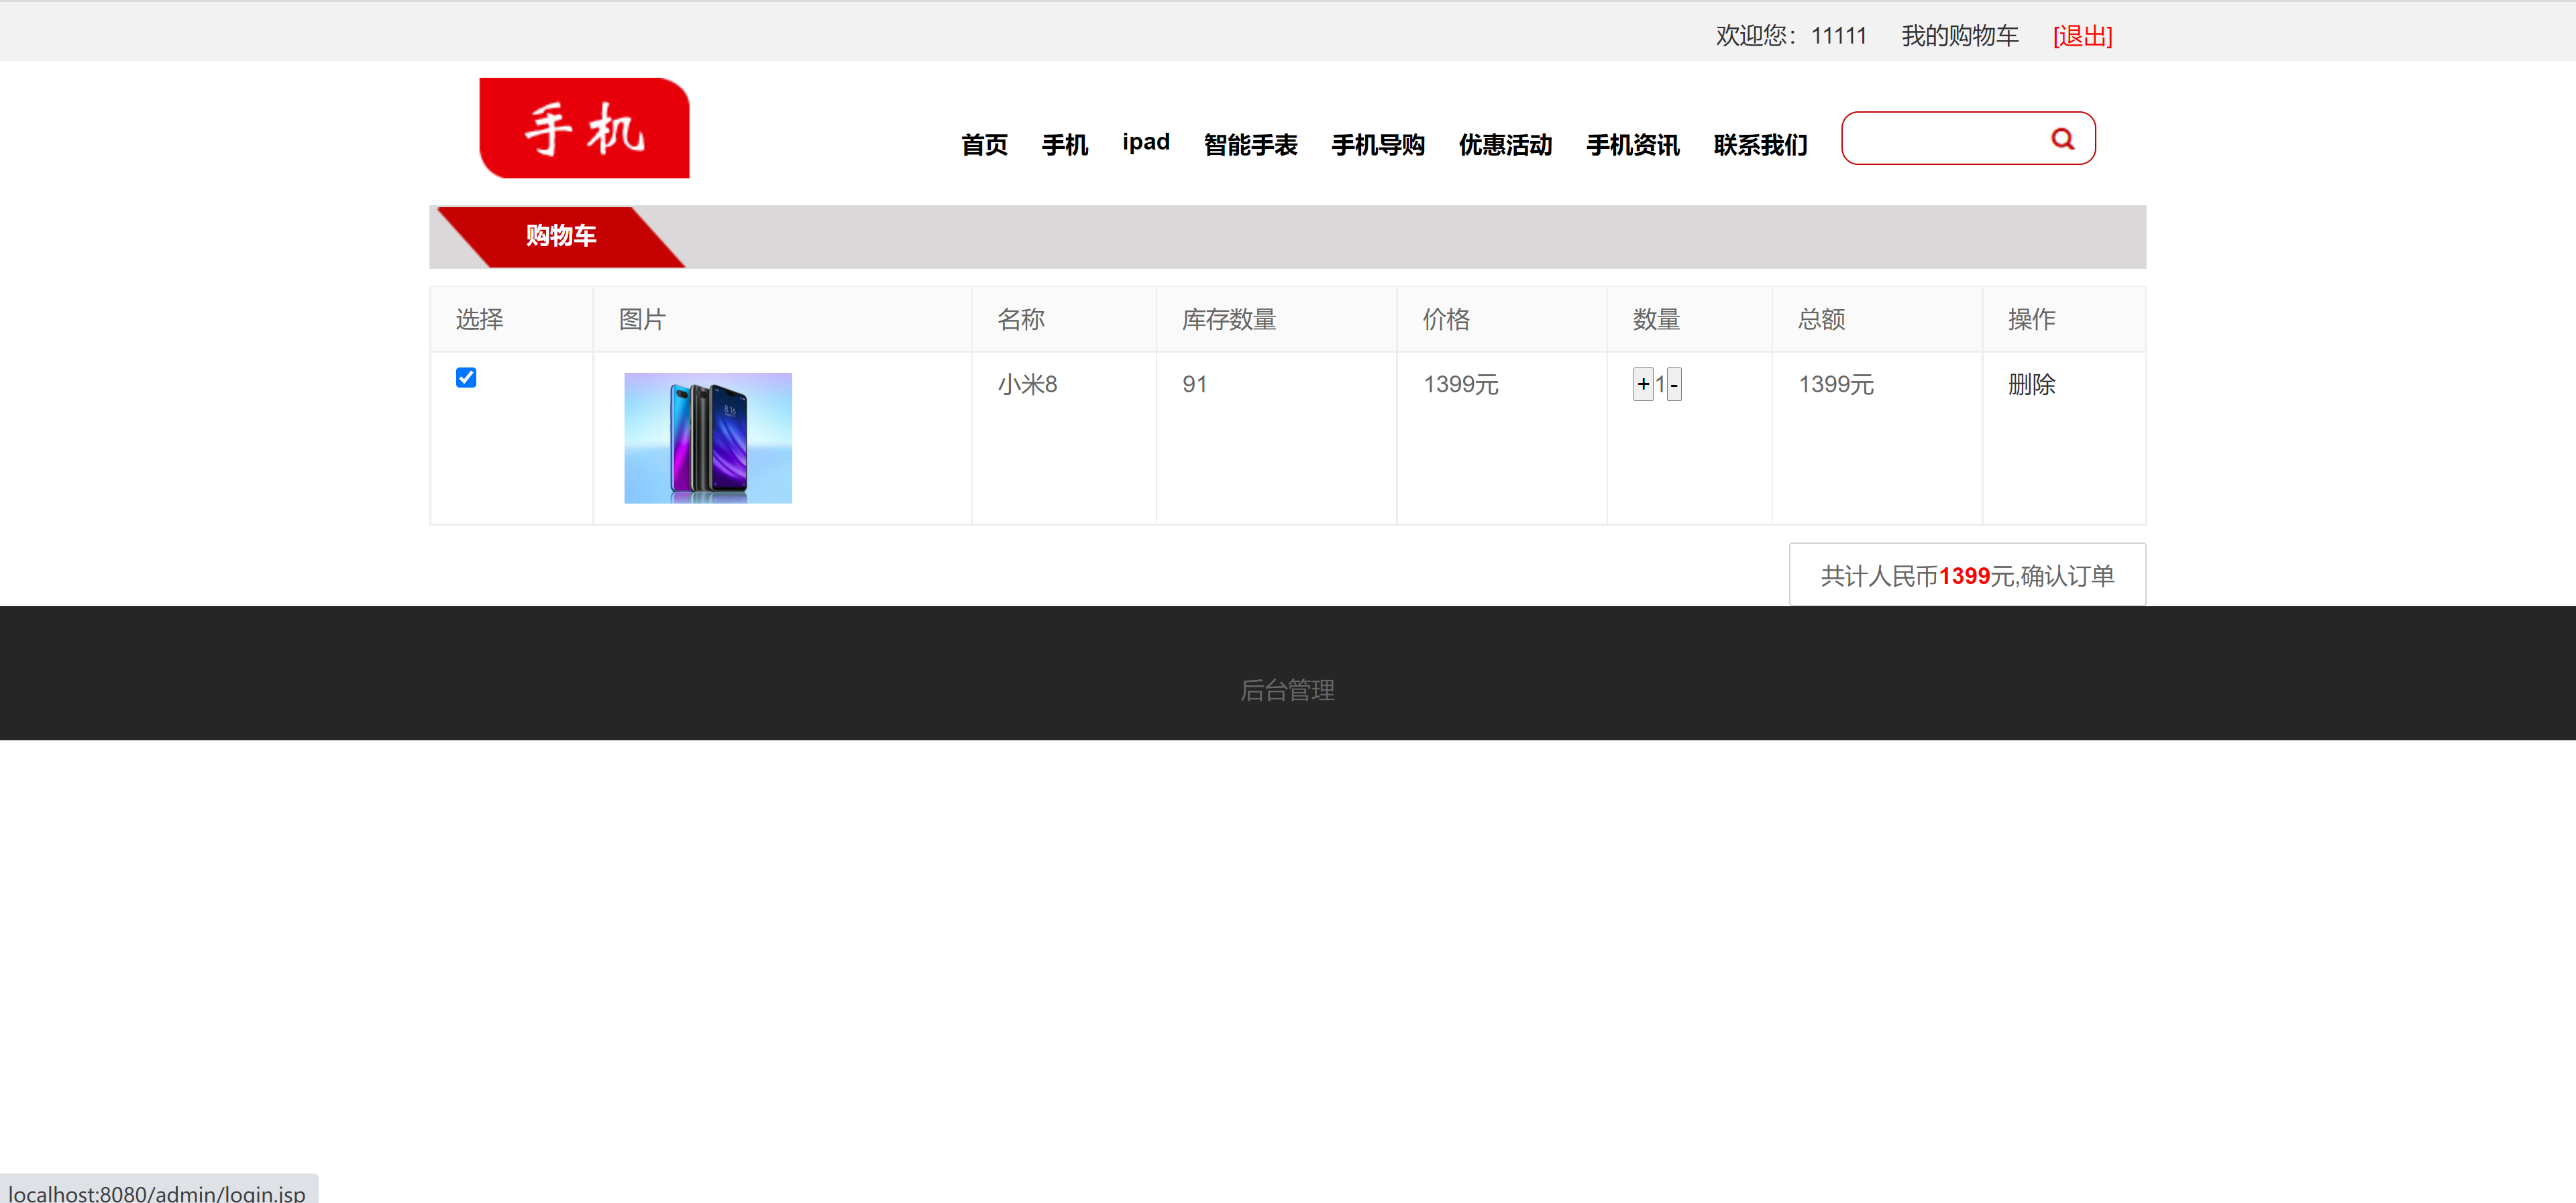 欢迎您：11111 我的购物车 [退出]
手机
首页 手机 ipad 智能手表 手机导购 优惠活动 手机资讯 联系我们
购物车
选择 图片 名称 库存数量 价格 数量 总额 操作
8:16
小米8 91 1399元 +1- 1399元 删除
共计人民币1399元,确认订单
后台管理
localhost:8080/admin/login.jsp